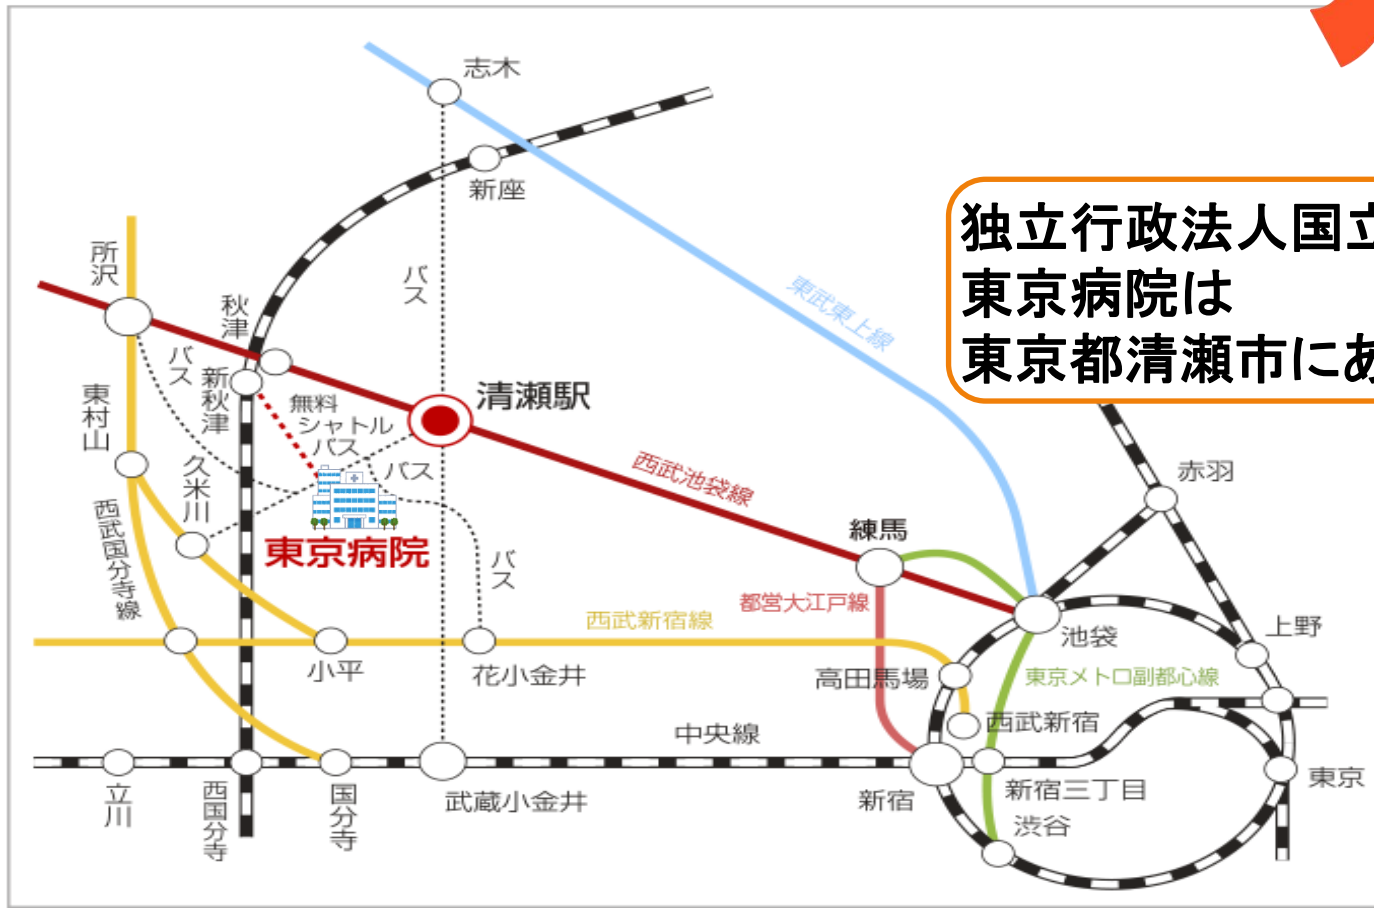 志木
新座
バス
所沢
秋津
バス
新秋津
無料
シャトル
バス
清瀬駅
東武東上線
独立行政法人国立
東京病院は
東京都清瀬市にあ
東村山
久米川
バス
西武池袋線
赤羽
練馬
西武国分寺線
東京病院
バス
都営大江戸線
西武新宿線
池袋
上野
小平
花小金井
高田馬場
東京メトロ副都心線
西武新宿
中央線
立川
西国分寺
国分寺
武蔵小金井
新宿
新宿三丁目
東京
渋谷